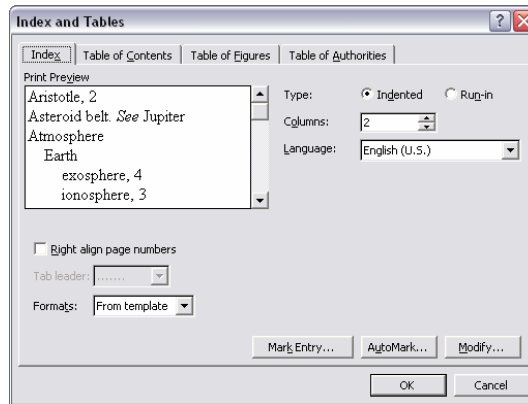 Index and Tables
Index
Table of Contents
Table of Figures
Table of Authorities
Print Preview
Aristotle, 2
Asteroid belt. See Jupiter
Atmosphere
Earth
exosphere, 4
ionosphere, 3
Type:
Indented
Run-in
Columns:
2
Language:
English (U.S.)
Right align page numbers
Tab leader:
.......
Formats:
From template
Mark Entry...
AutoMark...
Modify...
OK
Cancel